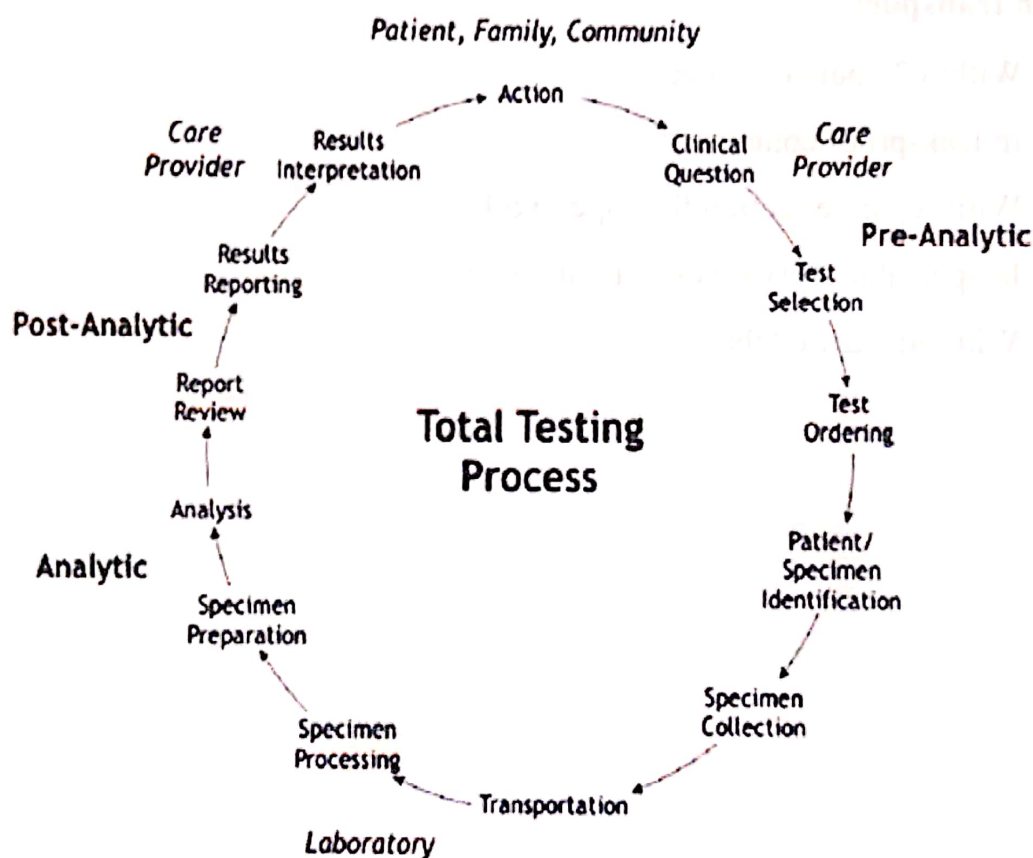 Patient, Family, Community
Action
Care
Provider
Results
Interpretation
Clinical
Question
Care
Provider
Pre-Analytic
Results
Reporting
Test
Selection
Post-Analytic
Report
Review
Test
Ordering
Total Testing
Process
Analysis
Analytic
Patient/
Specimen
Identification
Specimen
Preparation
Specimen
Collection
Specimen
Processing
Transportation
Laboratory